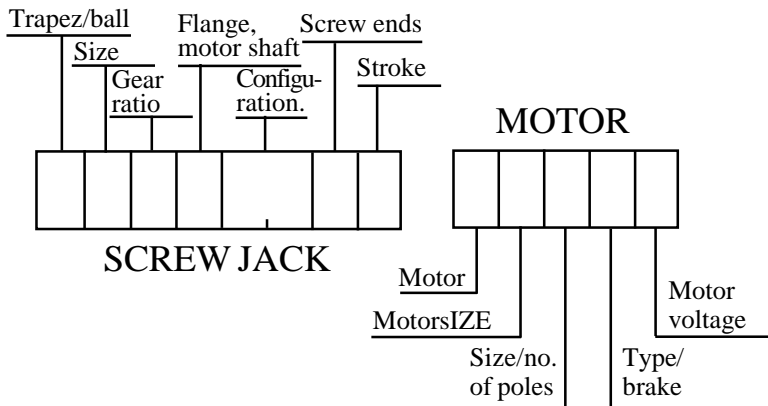 Trapez/ball
Size
Gear
ratio
Flange,
motor shaft
Configu-
ration.
Screw ends
Stroke
SCREW JACK
MOTOR
Motor
MotorsIZE
Size/no.
of poles
Type/
brake
Motor
voltage